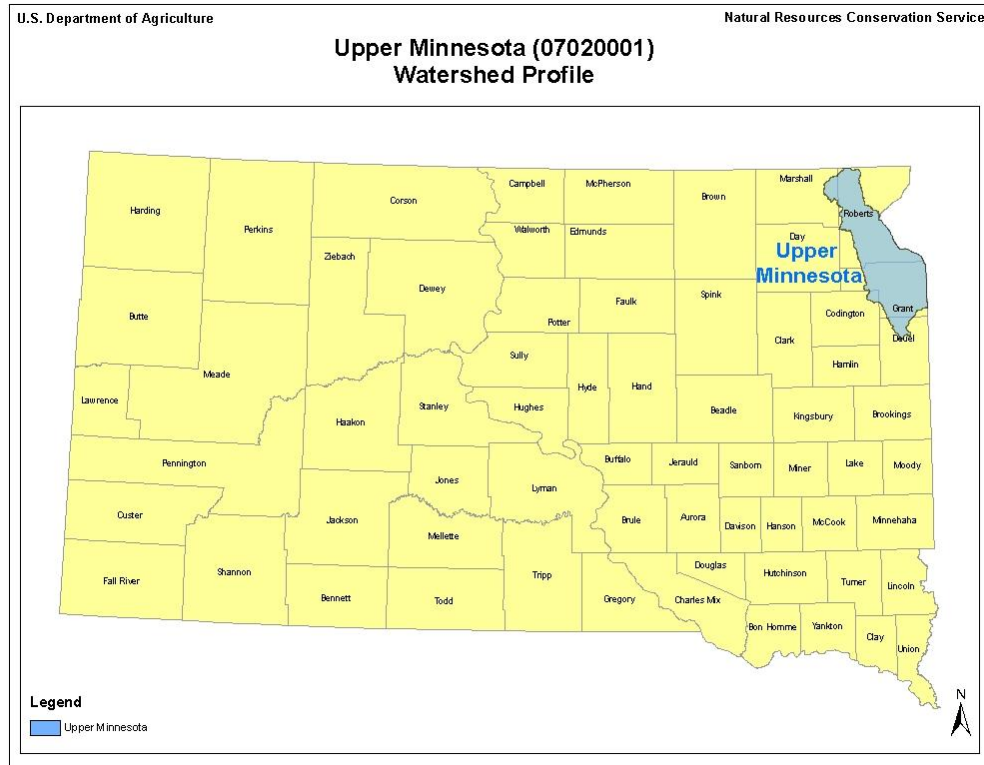 U.S. Department of Agriculture
Natural Resources Conservation Service
Upper Minnesota (07020001)
Watershed Profile
Harding
Perkins
Corson
Campbell
McPherson
Brown
Marshall
Roberts
Walworth
Edmunds
Day
Ziebach
Dewey
Upper
Minnesota
Butte
Potter
Faulk
Spink
Codington
Grant
Clark
Deuel
Meade
Sully
Hyde
Hand
Hamlin
Lawrence
Haakon
Stanley
Hughes
Beadle
Kingsbury
Brookings
Pennington
Jones
Lyman
Buffalo
Jerauld
Sanborn
Miner
Lake
Moody
Custer
Jackson
Mellette
Brule
Aurora
Davison
Hanson
McCook
Minnehaha
Fall River
Shannon
Bennett
Todd
Tripp
Gregory
Douglas
Charles Mix
Hutchinson
Turner
Lincoln
Bon Homme
Yankton
Clay
Union
Legend
Upper Minnesota
N